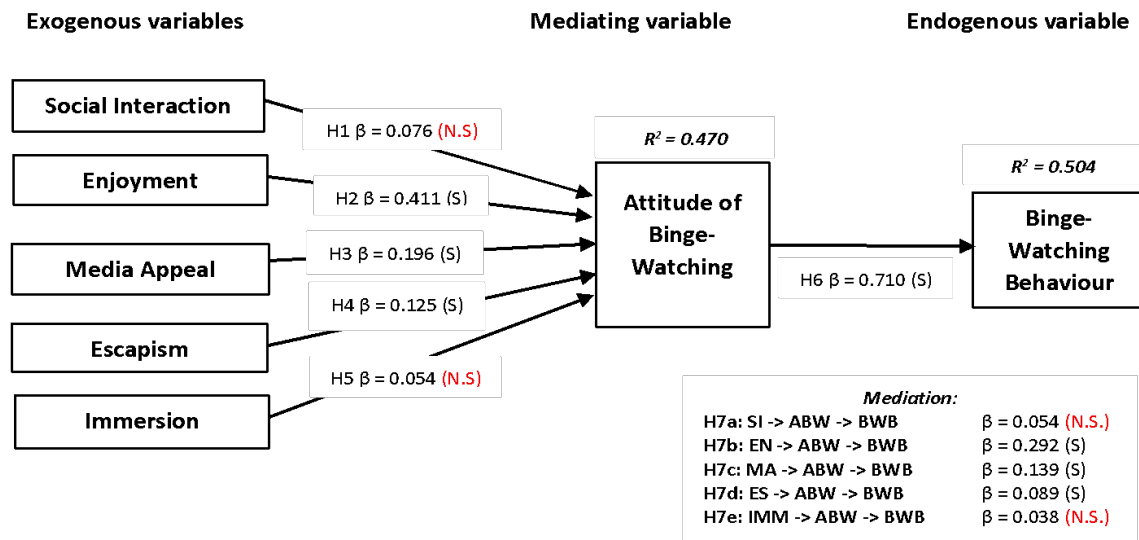 Exogenous variables
Mediating variable
Endogenous variable
Social Interaction
Enjoyment
Media Appeal
Escapism
Immersion
H1 β = 0.076 (N.S)
H2 β = 0.411 (S)
H3 β = 0.196 (S)
H4 β = 0.125 (S)
H5 β = 0.054 (N.S)
R² = 0.470
Attitude of
Binge-
Watching
H6 β = 0.710 (S)
R² = 0.504
Binge-
Watching
Behaviour
Mediation:
H7a: SI -> ABW -> BWB β = 0.054 (N.S.)
H7b: EN -> ABW -> BWB β = 0.292 (S)
H7c: MA -> ABW -> BWB β = 0.139 (S)
H7d: ES -> ABW -> BWB β = 0.089 (S)
H7e: IMM -> ABW -> BWB β = 0.038 (N.S.)